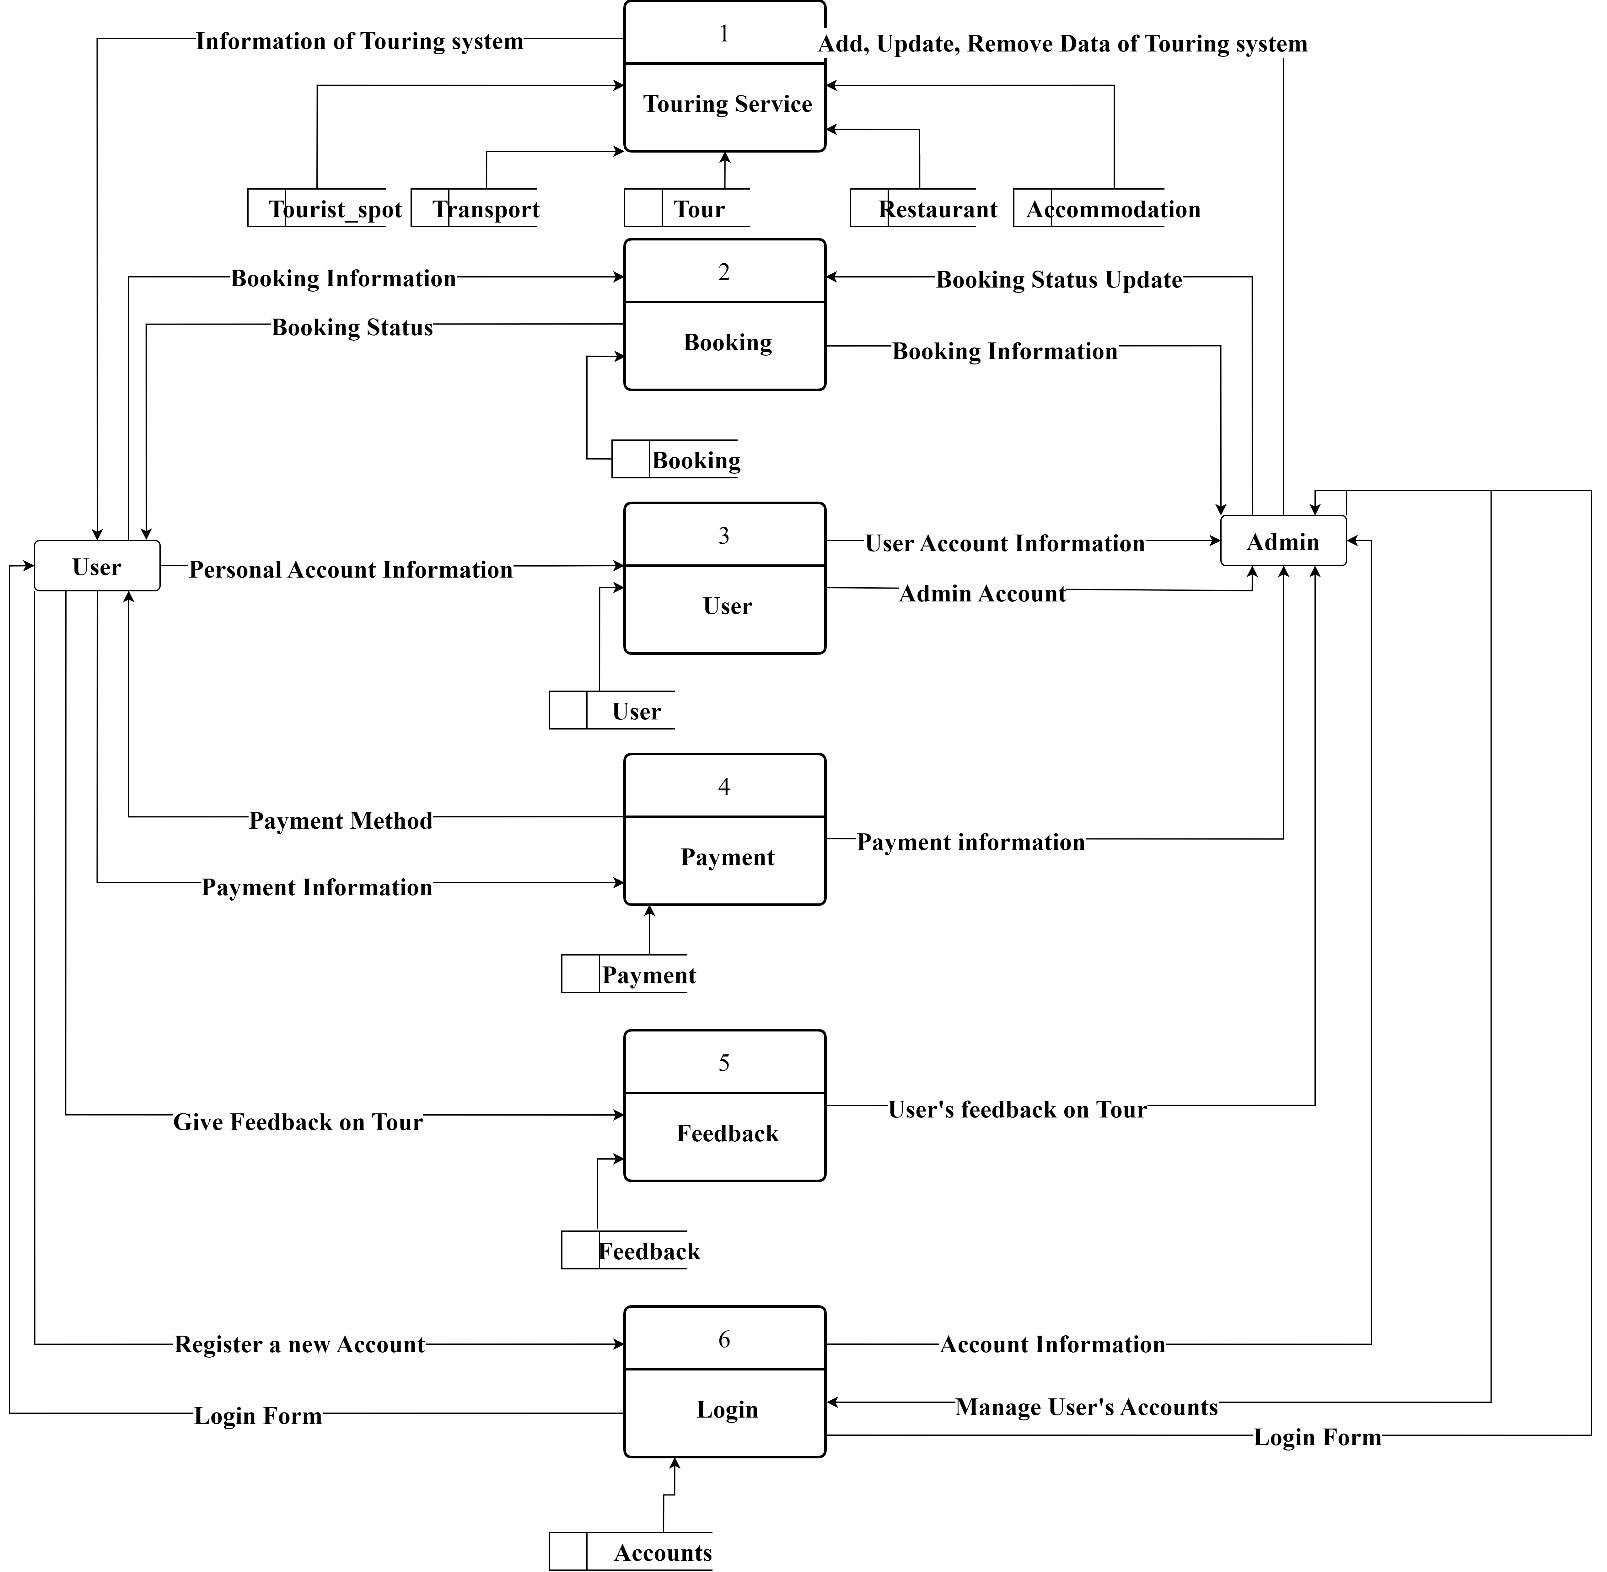 1
Information of Touring system
Add, Update, Remove Data of Touring system
Touring Service
Tourist_spot
Transport
Tour
Restaurant
Accommodation
2
Booking Information
Booking Status Update
Booking Status
Booking
Booking Information
Booking
3
User Account Information
Admin
User
Personal Account Information
Admin Account
User
User
4
Payment Method
Payment information
Payment
Payment Information
Payment
5
User's feedback on Tour
Give Feedback on Tour
Feedback
Feedback
6
Register a new Account
Account Information
Login Form
Login
Manage User's Accounts
Login Form
Accounts